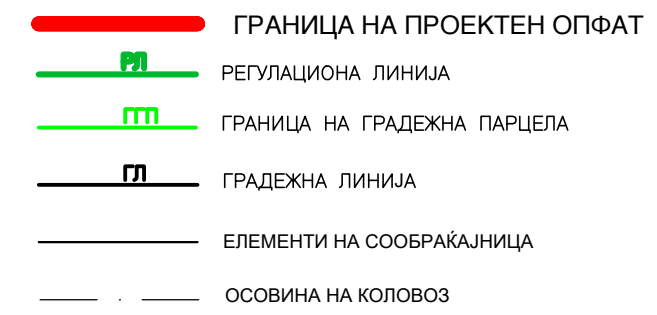 ГРАНИЦА НА ПРОЕКТЕН ОПФАТ
РЛ РЕГУЛАЦИОНА ЛИНИЈА
ГГП ГРАНИЦА НА ГРАДЕЖНА ПАРЦЕЛА
ГЛ ГРАДЕЖНА ЛИНИЈА
ЕЛЕМЕНТИ НА СООБРАЌАЈНИЦА
ОСОВИНА НА КОЛОВОЗ